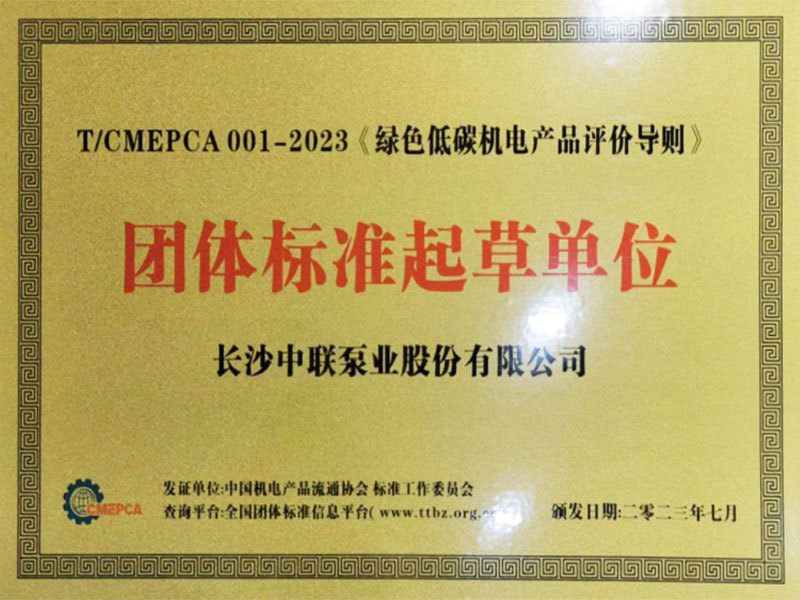 T/CMEPCA 001-2023《绿色低碳机电产品评价导则》
团体标准起草单位
长沙中联泵业股份有限公司
发证单位:中国机电产品流通协会 标准工作委员会
CMEPCA
查询平台:全国团体标准信息平台( www.ttbz.org.
颁发日期:二零二三年七月